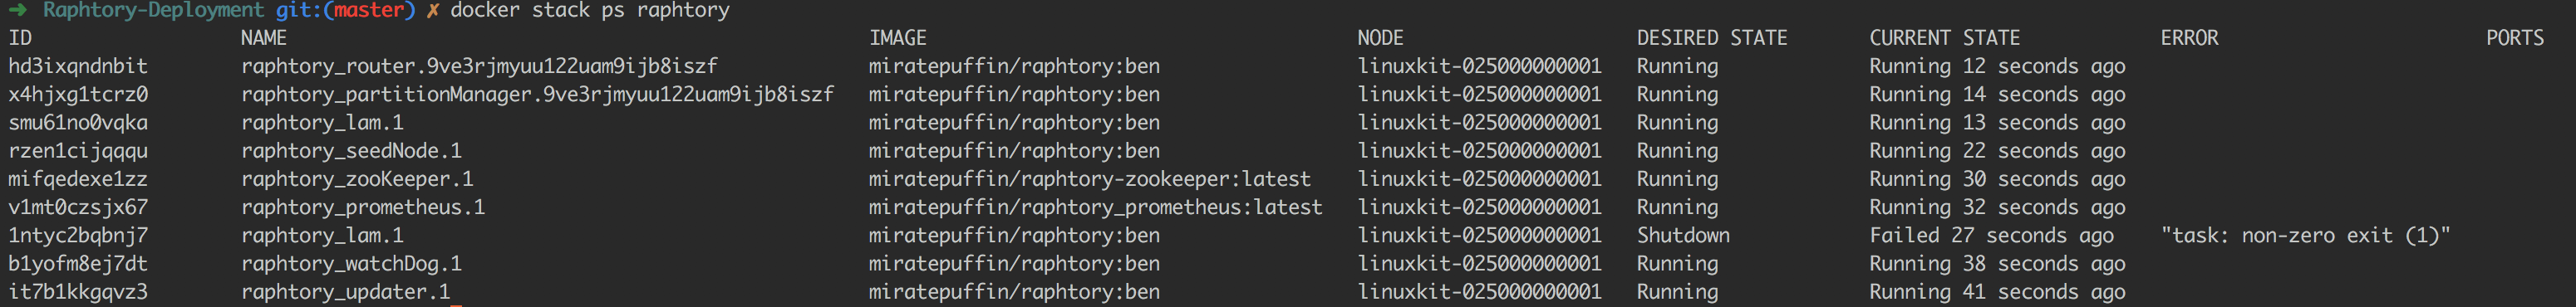 ➜ Raphtory-Deployment git:(master) ✗ docker stack ps raphtory
ID NAME IMAGE NODE DESIRED STATE CURRENT STATE ERROR PORTS
hd3ixqndnbit raphtory_router.9ve3rjmyuu122uam9ijb8iszf miratepuffin/raphtory:ben linuxkit-025000000001 Running Running 12 seconds ago
x4hjxg1tcrz0 raphtory_partitionManager.9ve3rjmyuu122uam9ijb8iszf miratepuffin/raphtory:ben linuxkit-025000000001 Running Running 14 seconds ago
smu61no0vqka raphtory_lam.1 miratepuffin/raphtory:ben linuxkit-025000000001 Running Running 13 seconds ago
rzen1cijqqqu raphtory_seedNode.1 miratepuffin/raphtory:ben linuxkit-025000000001 Running Running 22 seconds ago
mifqedexe1zz raphtory_zooKeeper.1 miratepuffin/raphtory-zookeeper:latest linuxkit-025000000001 Running Running 30 seconds ago
v1mt0czsjx67 raphtory_prometheus.1 miratepuffin/raphtory_prometheus:latest linuxkit-025000000001 Running Running 32 seconds ago
1ntyc2bqbnj7 raphtory_lam.1 miratepuffin/raphtory:ben linuxkit-025000000001 Shutdown Failed 27 seconds ago "task: non-zero exit (1)"
b1yofm8ej7dt raphtory_watchDog.1 miratepuffin/raphtory:ben linuxkit-025000000001 Running Running 38 seconds ago
it7b1kkgqvz3 raphtory_updater.1 miratepuffin/raphtory:ben linuxkit-025000000001 Running Running 41 seconds ago